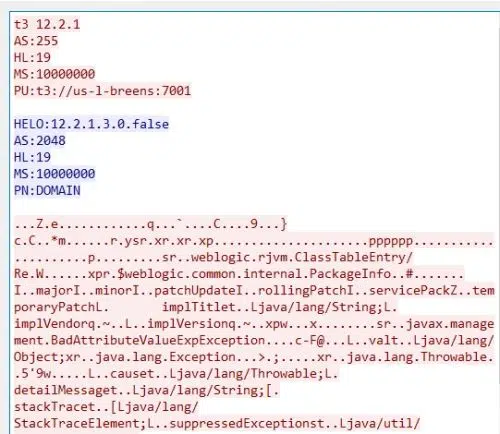 t3 12.2.1
AS:255
HL:19
MS:10000000
PU:t3://us-l-breens:7001
HELO:12.2.1.3.0.false
AS:2048
HL:19
MS:10000000
PN:DOMAIN
...Z.e............q...`....C....9...}
c.C..*m......r.ysr.xr.xr.xp......................pppppp............
..................p.........sr..weblogic.rjvm.ClassTableEntry/
Re.W......xpr.$weblogic.common.internal.PackageInfo..#.......
I..majorI..minorI..patchUpdateI..rollingPatchI..servicePackZ..tem
poraryPatchL.     implTitlet..Ljava/lang/String;L.
implVendorq.~..L..implVersionq.~..xpw...x........sr..javax.manage
ment.BadAttributeValueExpException....c-F@...L..valt..Ljava/lang/
Object;xr..java.lang.Exception...>.;.....xr..java.lang.Throwable.
.5'9w.....L..causet..Ljava/lang/Throwable;L.
detailMessaget..Ljava/lang/String;[.
stackTracet..[Ljava/lang/
StackTraceElement;L..suppressedExceptionst..Ljava/util/